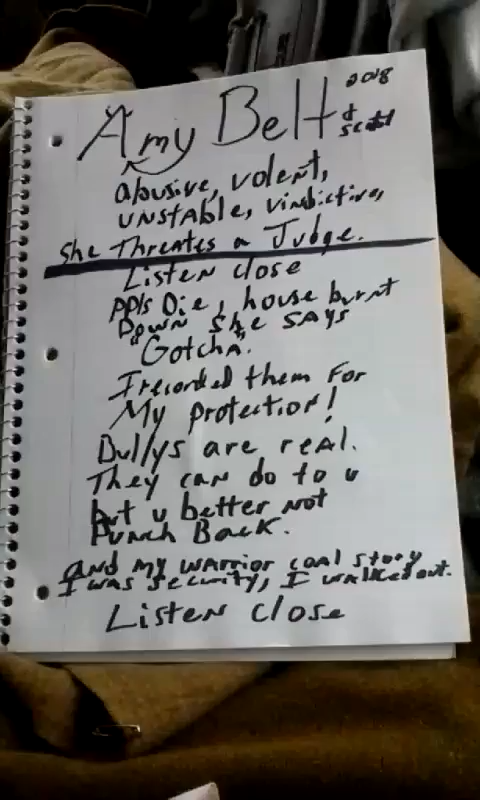 2018
Amy Belt
& scott
abusive, volent,
unstable, vindictive,
she Threates a Judge.
Listen close
ppls Die, house burnt
Down she says
"Gotcha".
I recorded them for
My protection!
Bullys are real.
They can do to u
but u better not
Punch Back.
and my warrior coal story
I was security, I walked out.
Listen close